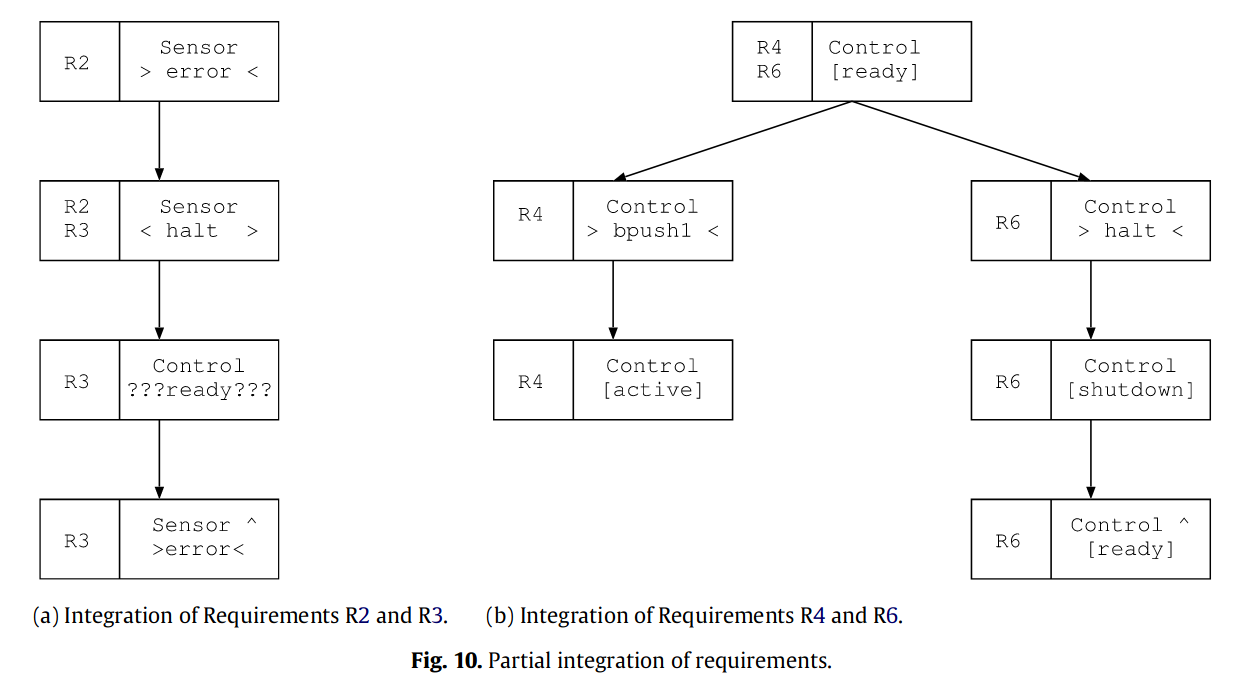 R2
Sensor
> error <
R2
R3
Sensor
< halt >
R3
Control
???ready???
R3
Sensor ^
>error<
(a) Integration of Requirements R2 and R3.
R4
R6
Control
[ready]
R4
Control
> bpush1 <
R4
Control
[active]
R6
Control
> halt <
R6
Control
[shutdown]
R6
Control ^
[ready]
(b) Integration of Requirements R4 and R6.
Fig. 10. Partial integration of requirements.